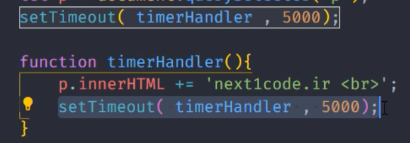 setTimeout( timerHandler , 5000);
function timerHandler(){
p.innerHTML += 'next1code.ir <br>';
setTimeout( timerHandler , 5000);
}